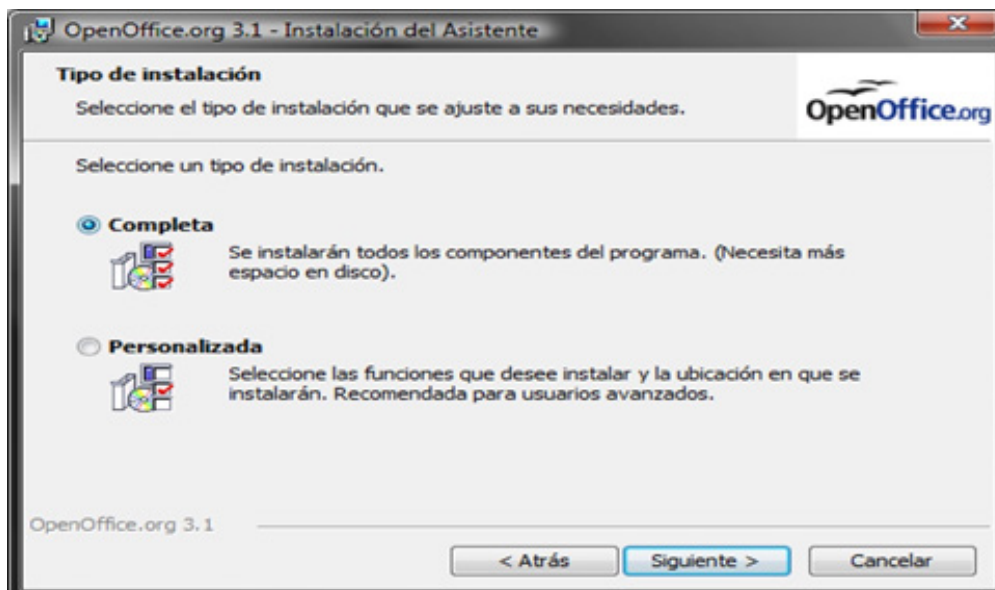 OpenOffice.org 3.1 - Instalación del Asistente
Tipo de instalación
Seleccione el tipo de instalación que se ajuste a sus necesidades.
OpenOffice.org
Seleccione un tipo de instalación.
Completa
Se instalarán todos los componentes del programa. (Necesita más
espacio en disco).
Personalizada
Seleccione las funciones que desee instalar y la ubicación en que se
instalarán. Recomendada para usuarios avanzados.
OpenOffice.org 3.1
< Atrás
Siguiente >
Cancelar